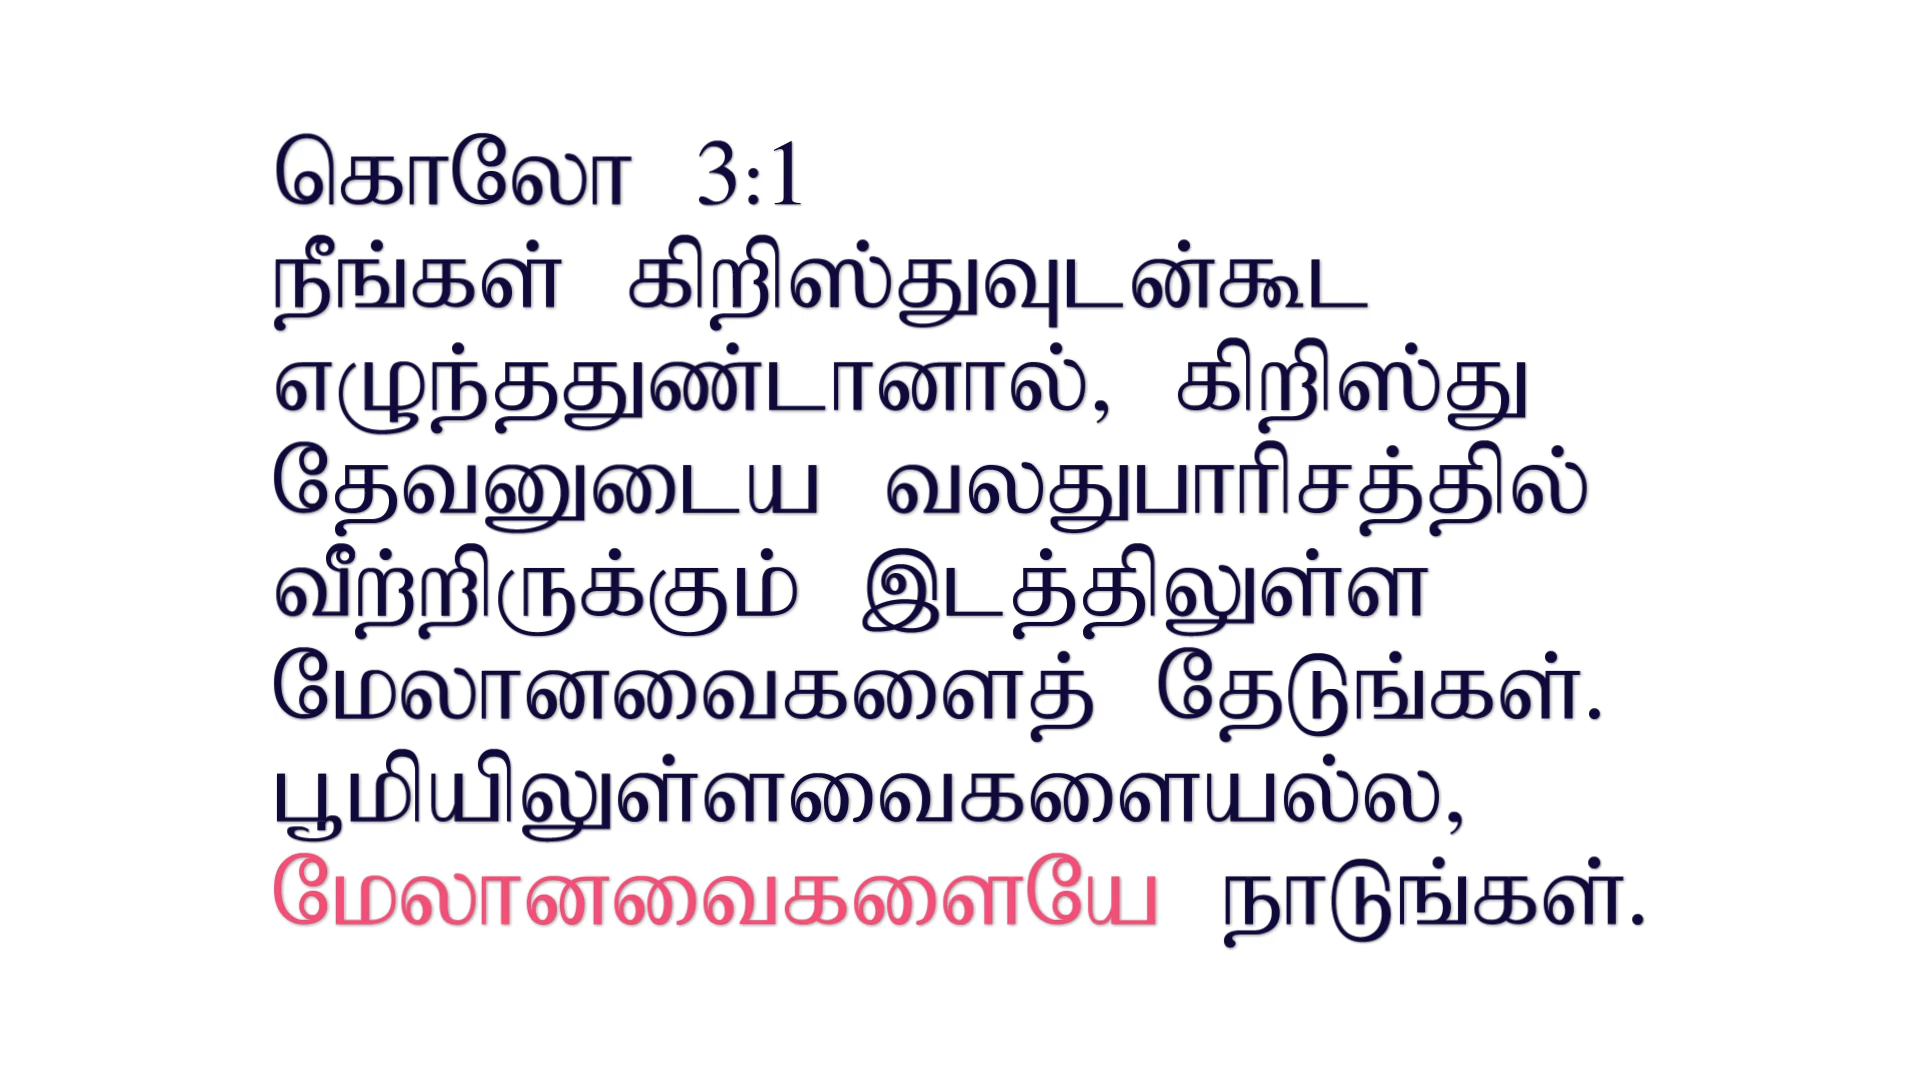 கொலோ 3:1
நீங்கள் கிறிஸ்துவுடன்கூட
எழுந்ததுண்டானால், கிறிஸ்து
தேவனுடைய வலதுபாரிசத்தில்
வீற்றிருக்கும் இடத்திலுள்ள
மேலானவைகளைத் தேடுங்கள்.
பூமியிலுள்ளவைகளையல்ல,
மேலானவைகளையே நாடுங்கள்.